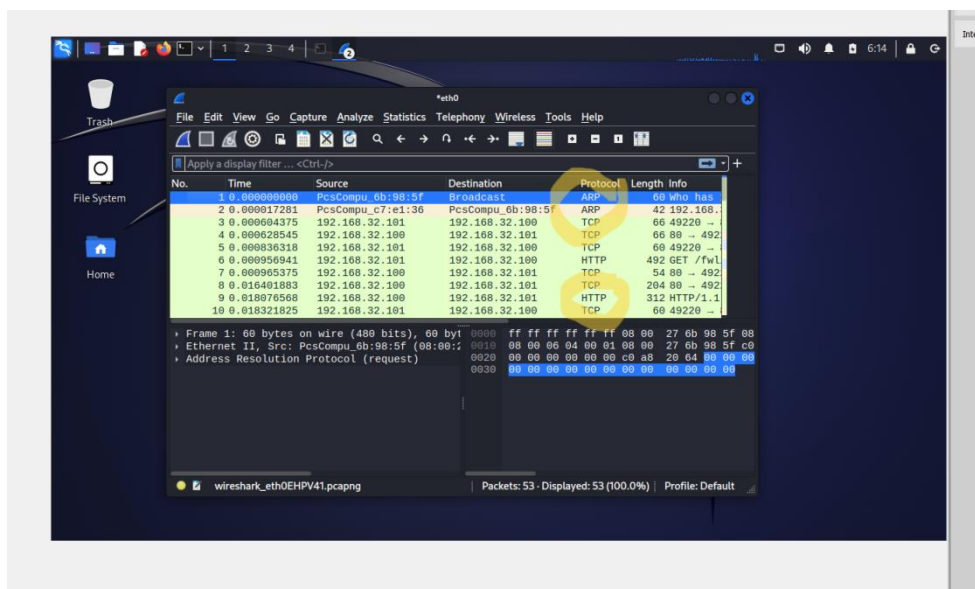 1 2 3 4
2
6:14
Inte
Trash
File System
Home
*eth0
File Edit View Go Capture Analyze Statistics Telephony Wireless Tools Help
Apply a display filter ... <Ctrl-/>
No. Time Source Destination Protocol Length Info
1 0.000000000 PcsCompu_6b:98:5f Broadcast ARP 60 Who has
2 0.000017281 PcsCompu_c7:e1:36 PcsCompu_6b:98:5f ARP 42 192.168.
3 0.000604375 192.168.32.101 192.168.32.100 TCP 66 49220 →
4 0.000628545 192.168.32.100 192.168.32.101 TCP 66 80 → 492
5 0.000836318 192.168.32.101 192.168.32.100 TCP 60 49220 →
6 0.000956941 192.168.32.101 192.168.32.100 HTTP 492 GET /fwl
7 0.000965375 192.168.32.100 192.168.32.101 TCP 54 80 → 492
8 0.016401883 192.168.32.100 192.168.32.101 TCP 204 80 → 492
9 0.018076568 192.168.32.100 192.168.32.101 HTTP 312 HTTP/1.1
10 0.018321825 192.168.32.101 192.168.32.100 TCP 60 49220 →
Frame 1: 60 bytes on wire (480 bits), 60 byt
Ethernet II, Src: PcsCompu_6b:98:5f (08:00:2
Address Resolution Protocol (request)
0000 ff ff ff ff ff ff 08 00 27 6b 98 5f 08
0010 08 00 06 04 00 01 08 00 27 6b 98 5f c0
0020 00 00 00 00 00 00 c0 a8 20 64 00 00 00
0030 00 00 00 00 00 00 00 00 00 00 00 00
wireshark_eth0EHPV41.pcapng
Packets: 53 · Displayed: 53 (100.0%)
Profile: Default